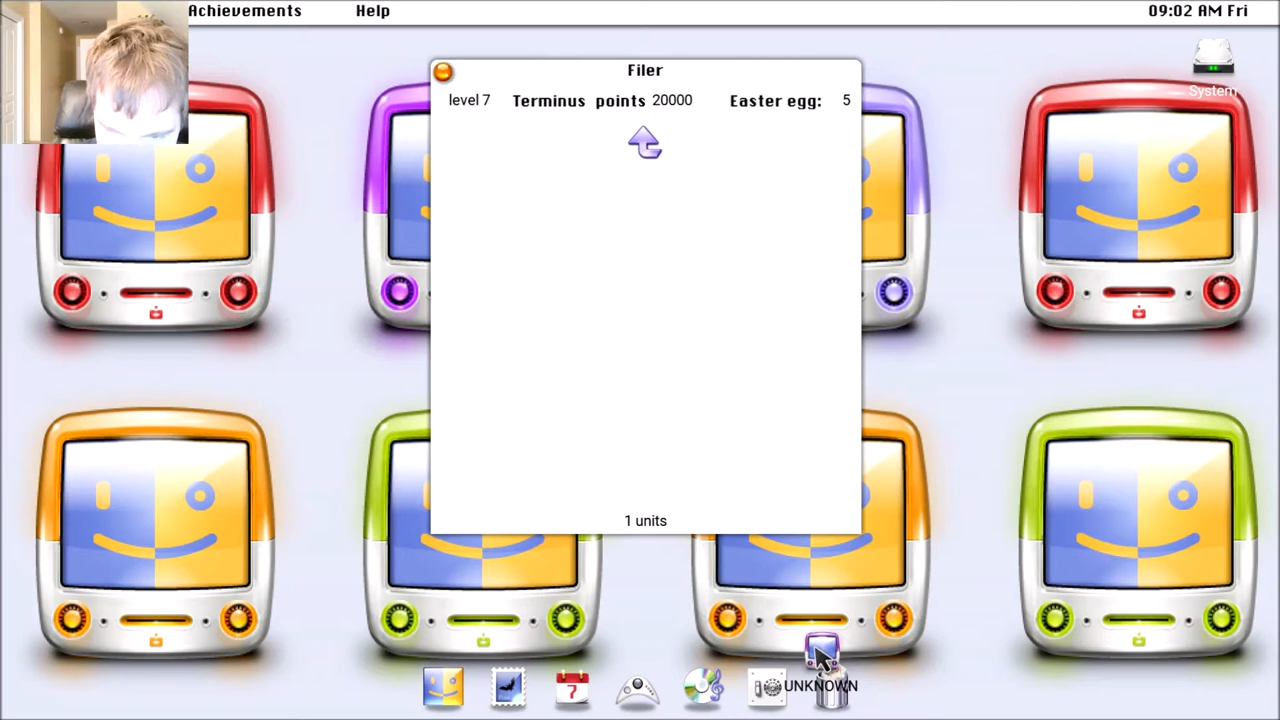 Achievements Help 09:02 AM Fri
Filer
level 7 Terminus points 20000 Easter egg: 5
System
1 units
7
UNKNOWN